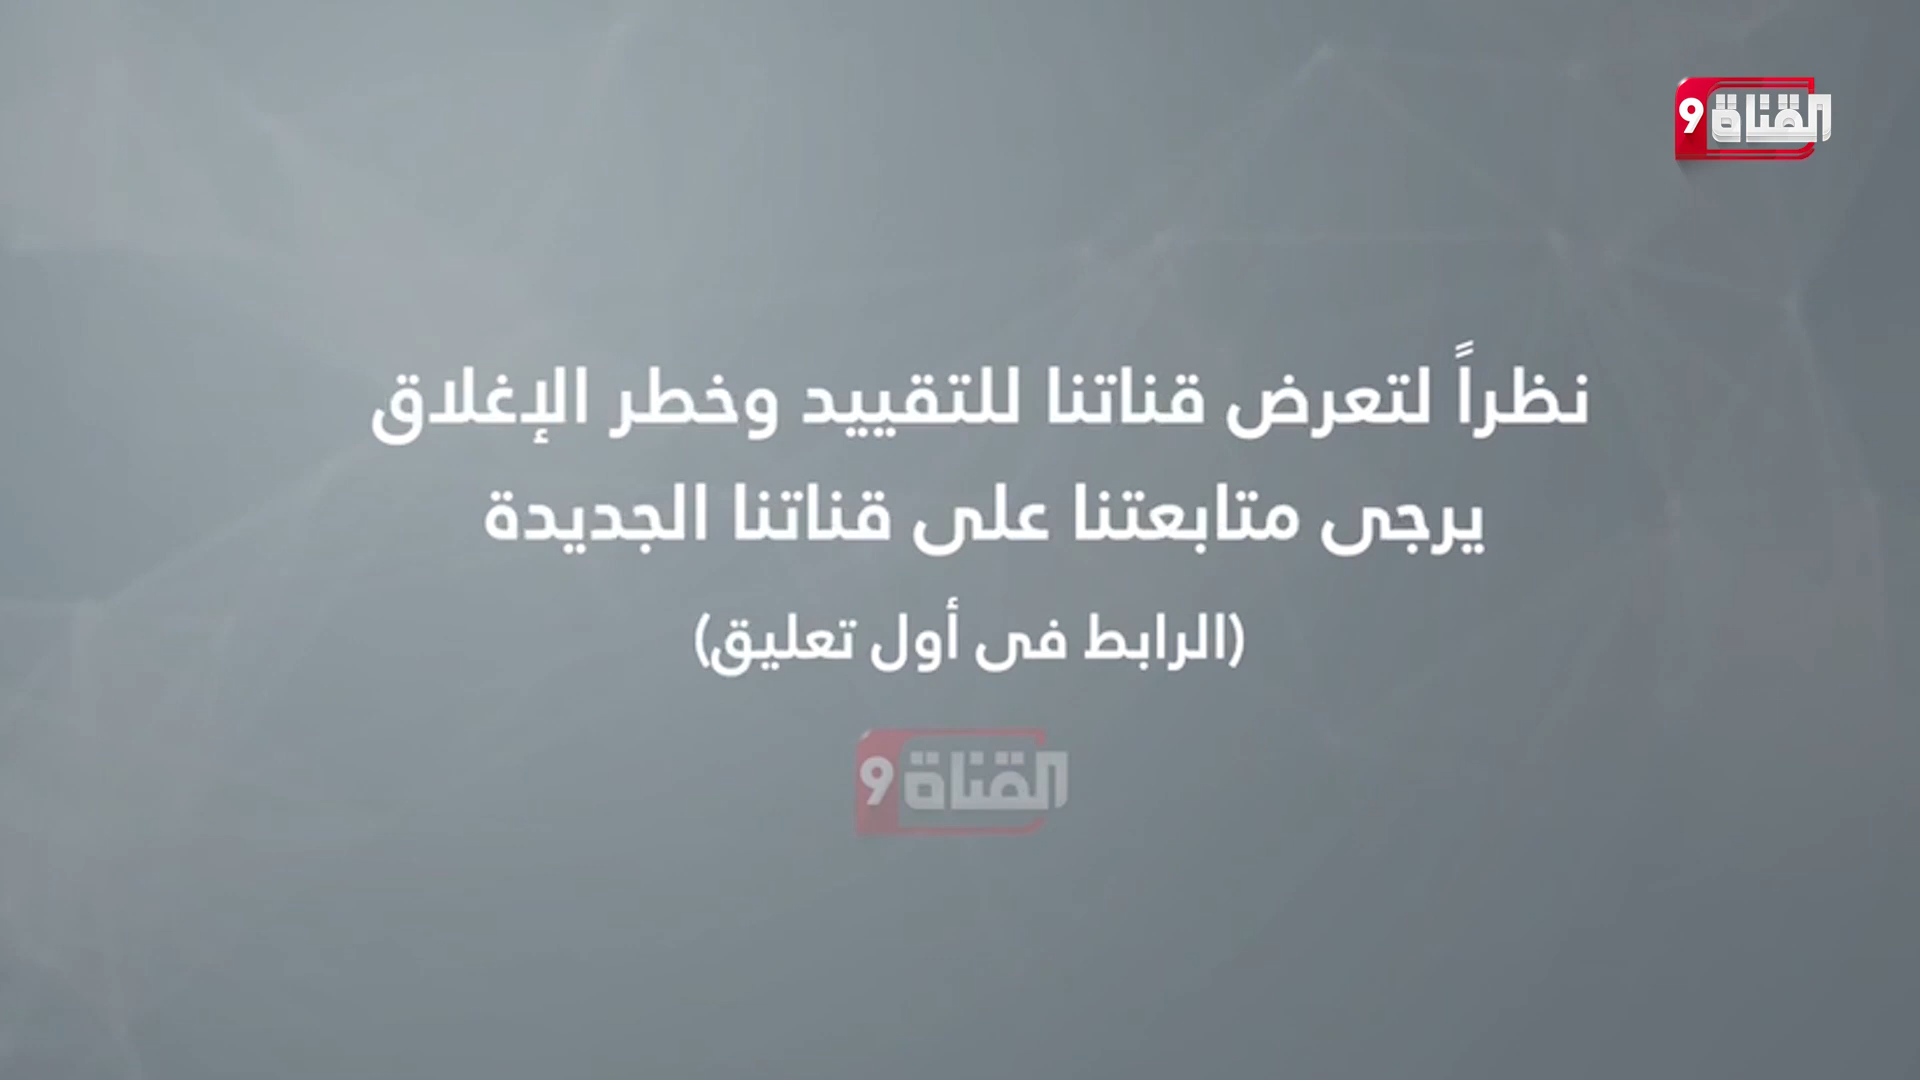 القناة 9
نظراً لتعرض قناتنا للتقييد وخطر الإغلاق
يرجى متابعتنا على قناتنا الجديدة
(الرابط فى أول تعليق)
القناة 9